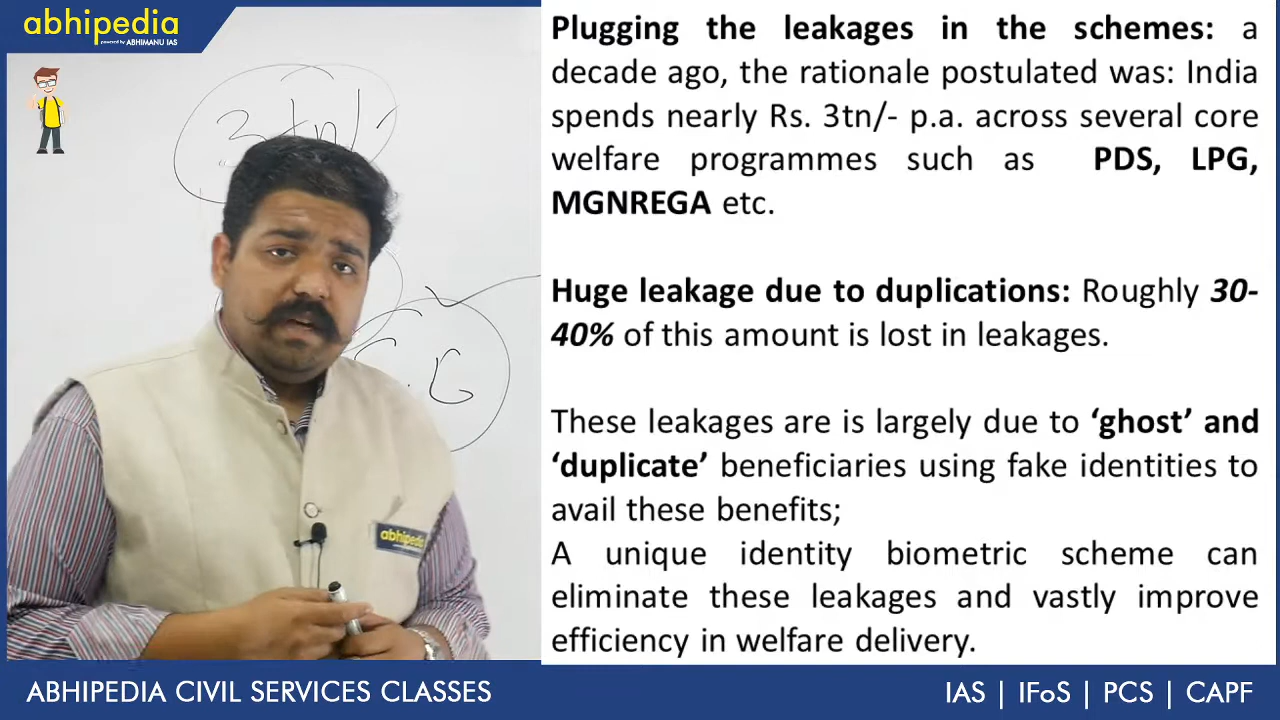 abhipedia
powered by ABHIMANU IAS
3 tn/-
G
abhipedia
Plugging the leakages in the schemes: a
decade ago, the rationale postulated was: India
spends nearly Rs. 3tn/- p.a. across several core
welfare programmes such as PDS, LPG,
MGNREGA etc.
Huge leakage due to duplications: Roughly 30-
40% of this amount is lost in leakages.
These leakages are is largely due to ‘ghost’ and
‘duplicate’ beneficiaries using fake identities to
avail these benefits;
A unique identity biometric scheme can
eliminate these leakages and vastly improve
efficiency in welfare delivery.
ABHIPEDIA CIVIL SERVICES CLASSES
IAS | IFoS | PCS | CAPF